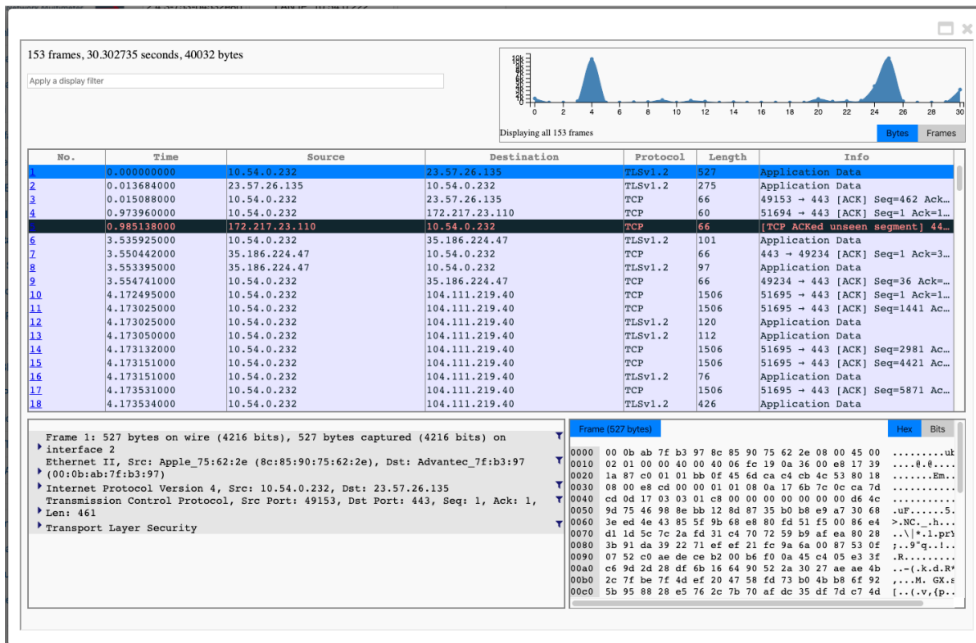 153 frames, 30.302735 seconds, 40032 bytes
Apply a display filter
0 2 4 6 8 10 12 14 16 18 20 22 24 26 28 30
Displaying all 153 frames
Bytes Frames
No. Time Source Destination Protocol Length Info
1 0.000000000 10.54.0.232 23.57.26.135 TLSv1.2 527 Application Data
2 0.013684000 23.57.26.135 10.54.0.232 TLSv1.2 275 Application Data
3 0.015088000 10.54.0.232 23.57.26.135 TCP 66 49153 → 443 [ACK] Seq=462 Ack…
4 0.973960000 10.54.0.232 172.217.23.110 TCP 60 51694 → 443 [ACK] Seq=1 Ack=1…
0.985138000 172.217.23.110 10.54.0.232 TCP 66 [TCP ACKed unseen segment] 44…
6 3.535925000 10.54.0.232 35.186.224.47 TLSv1.2 101 Application Data
7 3.550442000 35.186.224.47 10.54.0.232 TCP 66 443 → 49234 [ACK] Seq=1 Ack=3…
8 3.553395000 35.186.224.47 10.54.0.232 TLSv1.2 97 Application Data
9 3.554741000 10.54.0.232 35.186.224.47 TCP 66 49234 → 443 [ACK] Seq=36 Ack=…
10 4.172495000 10.54.0.232 104.111.219.40 TCP 1506 51695 → 443 [ACK] Seq=1 Ack=1…
11 4.173025000 10.54.0.232 104.111.219.40 TCP 1506 51695 → 443 [ACK] Seq=1441 Ac…
12 4.173025000 10.54.0.232 104.111.219.40 TLSv1.2 120 Application Data
13 4.173050000 10.54.0.232 104.111.219.40 TLSv1.2 112 Application Data
14 4.173132000 10.54.0.232 104.111.219.40 TCP 1506 51695 → 443 [ACK] Seq=2981 Ac…
15 4.173151000 10.54.0.232 104.111.219.40 TCP 1506 51695 → 443 [ACK] Seq=4421 Ac…
16 4.173151000 10.54.0.232 104.111.219.40 TLSv1.2 76 Application Data
17 4.173531000 10.54.0.232 104.111.219.40 TCP 1506 51695 → 443 [ACK] Seq=5871 Ac…
18 4.173534000 10.54.0.232 104.111.219.40 TLSv1.2 426 Application Data
Frame 1: 527 bytes on wire (4216 bits), 527 bytes captured (4216 bits) on
interface 2
Ethernet II, Src: Apple_75:62:2e (8c:85:90:75:62:2e), Dst: Advantec_7f:b3:97
(00:0b:ab:7f:b3:97)
Internet Protocol Version 4, Src: 10.54.0.232, Dst: 23.57.26.135
Transmission Control Protocol, Src Port: 49153, Dst Port: 443, Seq: 1, Ack: 1,
Len: 461
Transport Layer Security
Frame (527 bytes) Hex Bits
0000 00 0b ab 7f b3 97 8c 85 90 75 62 2e 08 00 45 00 .........ub
0010 02 01 00 00 40 00 40 06 fc 19 0a 36 00 e8 17 39 ....@.@....
0020 1a 87 c0 01 01 bb 0f 45 6d ca c4 cb 4c 53 80 18 .......Em..
0030 08 00 e8 cd 00 00 01 01 08 0a 17 6b 7c 0c ca 7d ...........
0040 cd 0d 17 03 03 01 c8 00 00 00 00 00 00 00 d6 4c ...........
0050 9d 75 46 98 8e bb 12 8d 87 35 b0 b8 e9 a7 30 68 .uF......5.
0060 3e ed 4e 43 85 5f 9b 68 e8 80 fd 51 f5 00 86 e4 >.NC._.h...
0070 d1 1d 5c 7c 2a fd 31 c4 70 72 59 b9 af ea 80 28 ..\|*.1.prY
0080 3b 91 da 39 22 71 ef ef 21 fc 9a 6a 00 87 53 0f ;..9"q..!..
0090 07 52 c0 ae de ce b2 00 b6 f0 0a 45 c4 05 e3 3f .R.........
00a0 c6 9d 2d 28 df 6b 16 64 90 52 2a 30 27 ae ae 4b ..-(.k.d.R*
00b0 2c 7f be 7f 4d ef 20 47 58 fd 73 b0 4b b8 6f 92 ,...M. GX.s
00c0 5b 95 88 28 e5 76 2c 7b 70 af dc 35 df 7d c7 4d [..(.v,{p..